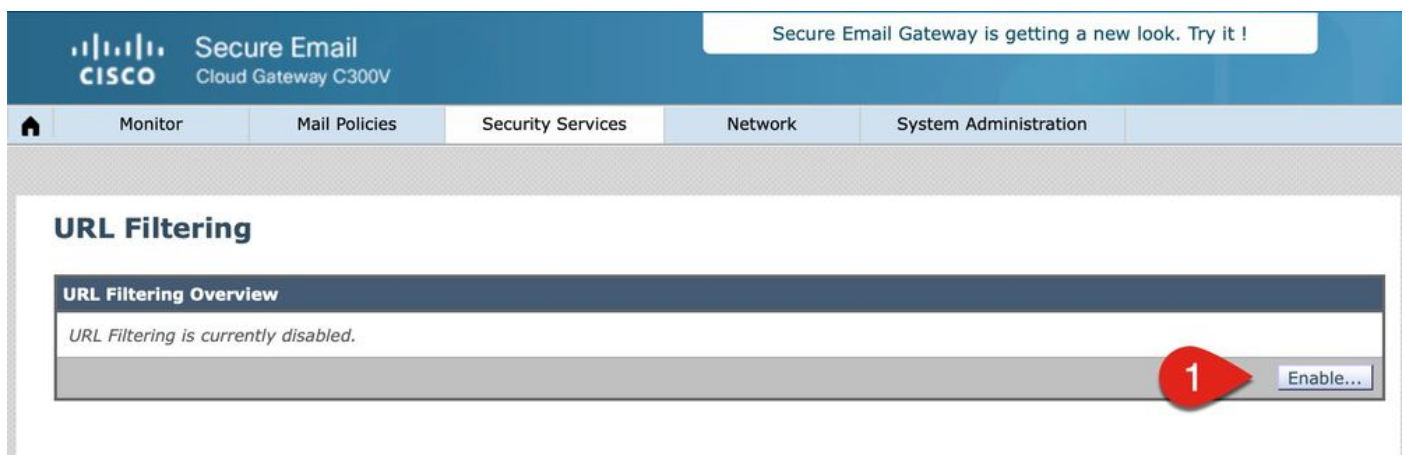 Secure Email Gateway is getting a new look. Try it !
CISCO
Secure Email
Cloud Gateway C300V
Monitor Mail Policies Security Services Network System Administration
URL Filtering
URL Filtering Overview
URL Filtering is currently disabled.
1 Enable...